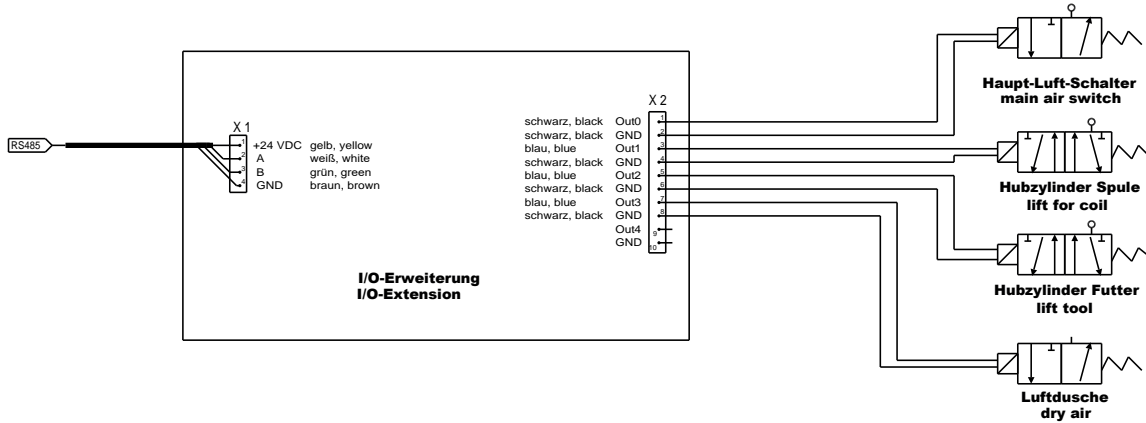 RS485
X 1
1 +24 VDC gelb, yellow
2 A weiß, white
3 B grün, green
4 GND braun, brown
I/O-Erweiterung
I/O-Extension
X 2
schwarz, black Out0 1
schwarz, black GND 2
blau, blue Out1 3
schwarz, black GND 4
blau, blue Out2 5
schwarz, black GND 6
blau, blue Out3 7
schwarz, black GND 8
Out4 9
GND 10
Haupt-Luft-Schalter
main air switch
Hubzylinder Spule
lift for coil
Hubzylinder Futter
lift tool
Luftdusche
dry air